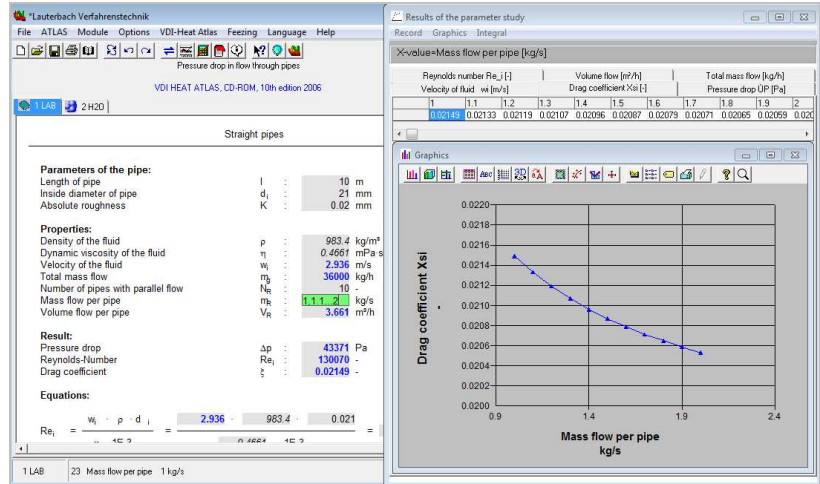 *Lauterbach Verfahrenstechnik
File ATLAS Module Options VDI-Heat Atlas Feezing Language Help
Pressure drop in flow through pipes
VDI HEAT ATLAS, CD-ROM, 10th edition 2006
1 LAB 2 H2O
Straight pipes
Parameters of the pipe:
Length of pipe l : 10 m
Inside diameter of pipe di : 21 mm
Absolute roughness K : 0.02 mm
Properties:
Density of the fluid ρ : 983.4 kg/m³
Dynamic viscosity of the fluid η : 0.4661 mPa·s
Velocity of the fluid wi : 2.936 m/s
Total mass flow mg : 36000 kg/h
Number of pipes with parallel flow NR : 10 -
Mass flow per pipe mR : 1,1.1...2 kg/s
Volume flow per pipe VR : 3.661 m³/h
Result:
Pressure drop Δp : 43371 Pa
Reynolds-Number Rei : 130070 -
Drag coefficient ξ : 0.02149 -
Equations:
wi · ρ · d i 2.936 · 983.4 · 0.021
Rei = =  =
1 LAB 23 Mass flow per pipe 1 kg/s
Results of the parameter study
Record Graphics Integral
X-value=Mass flow per pipe [kg/s]
Reynolds number Re_i [-] Volume flow [m³/h] Total mass flow [kg/h]
Velocity of fluid wi [m/s] Drag coefficient Xsi [-] Pressure drop ÜP [Pa]
1 1.1 1.2 1.3 1.4 1.5 1.6 1.7 1.8 1.9 2
0.02149 0.02133 0.02119 0.02107 0.02096 0.02087 0.02079 0.02071 0.02065 0.02059 0.020
Graphics
ABC 2D 3D
0.0220
0.0218
0.0216
0.0214
0.0212
0.0210
0.0208
0.0206
0.0204
0.0202
0.0200
Drag coefficient Xsi
-
0.9 1.4 1.9 2.4
Mass flow per pipe
kg/s